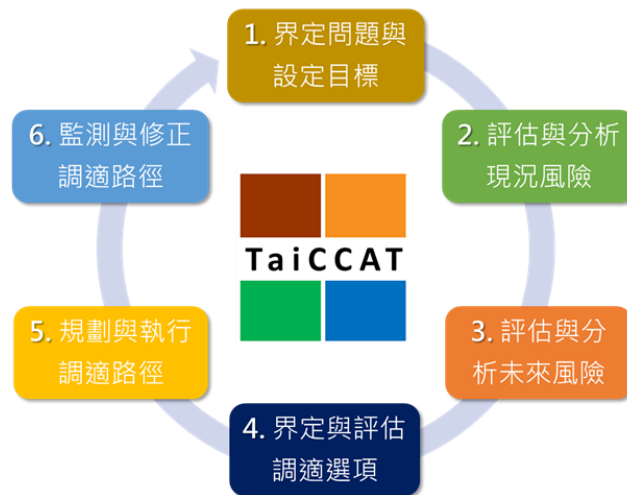 1. 界定問題與
設定目標
2. 評估與分析
現況風險
3. 評估與分
析未來風險
4. 界定與評估
調適選項
5. 規劃與執行
調適路徑
6. 監測與修正
調適路徑
TaiCCAT